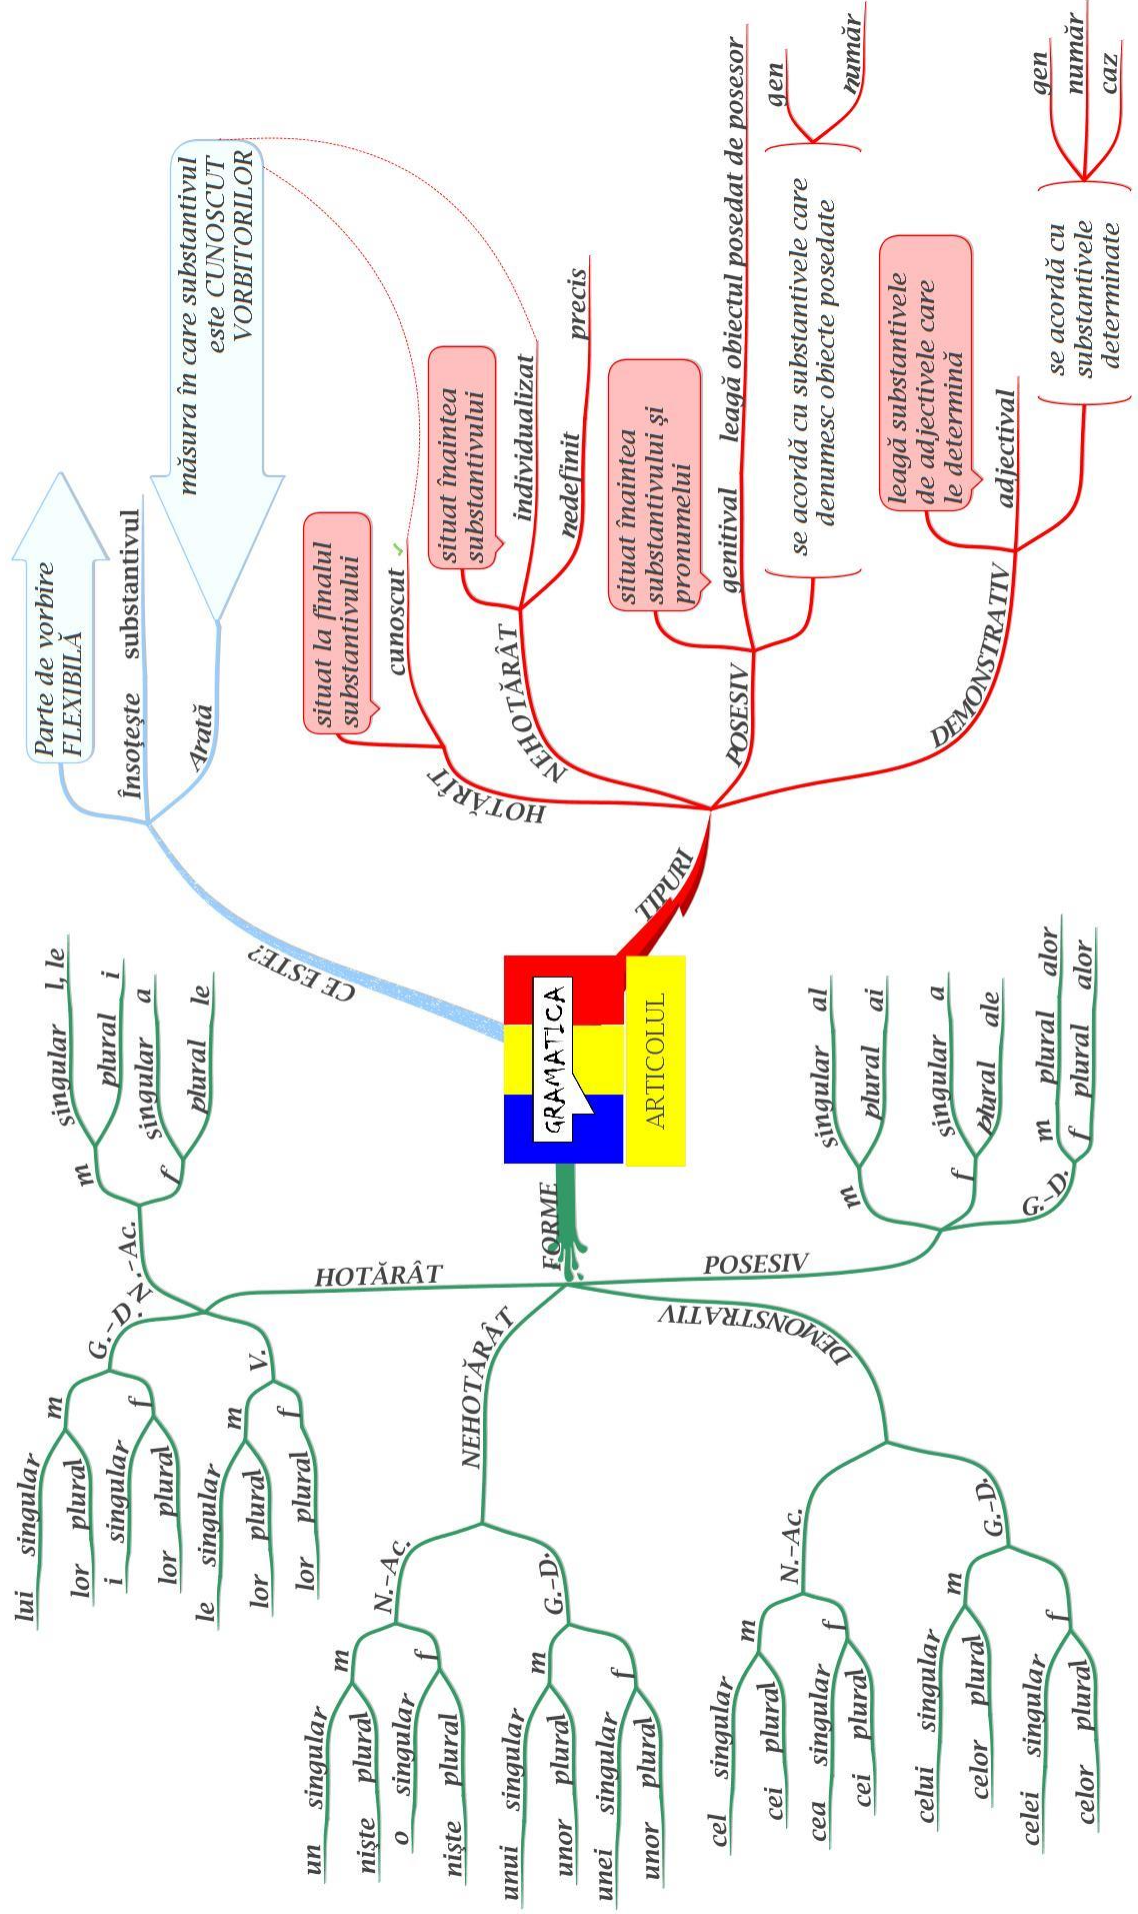 GRAMATICA
ARTICOLUL
CE ESTE?
Parte de vorbire
FLEXIBILĂ
Însoţeşte substantivul
Arată
măsura în care substantivul
este CUNOSCUT
VORBITORILOR
TIPURI
HOTĂRÎT
situat la finalul
substantivului
cunoscut
NEHOTĂRÂT
situat înaintea
substantivului
individualizat
nedefinit precis
POSESIV
situat înaintea
substantivului şi
pronumelui
genitival leagă obiectul posedat de posesor
se acordă cu substantivele care
denumesc obiecte posedate
gen
număr
DEMONSTRATIV
leagă substantivele
de adjectivele care
le determină
adjectival
se acordă cu
substantivele
determinate
gen
număr
caz
FORME
HOTĂRÂT
N.-Ac.
m
singular l, le
plural i
f
singular a
plural le
G.-D.
m
lui singular
lor plural
f
i singular
lor plural
V.
m
le singular
lor plural
f
lor plural
NEHOTĂRÂT
N.-Ac.
m
un singular
nişte plural
f
o singular
nişte plural
G.-D.
m
unui singular
unor plural
f
unei singular
unor plural
DEMONSTRATIV
N.-Ac.
m
cel singular
cei plural
f
cea singular
cei plural
G.-D.
m
celui singular
celor plural
f
celei singular
celor plural
POSESIV
m
singular al
plural ai
f
singular a
plural ale
G.-D.
m plural alor
f plural alor